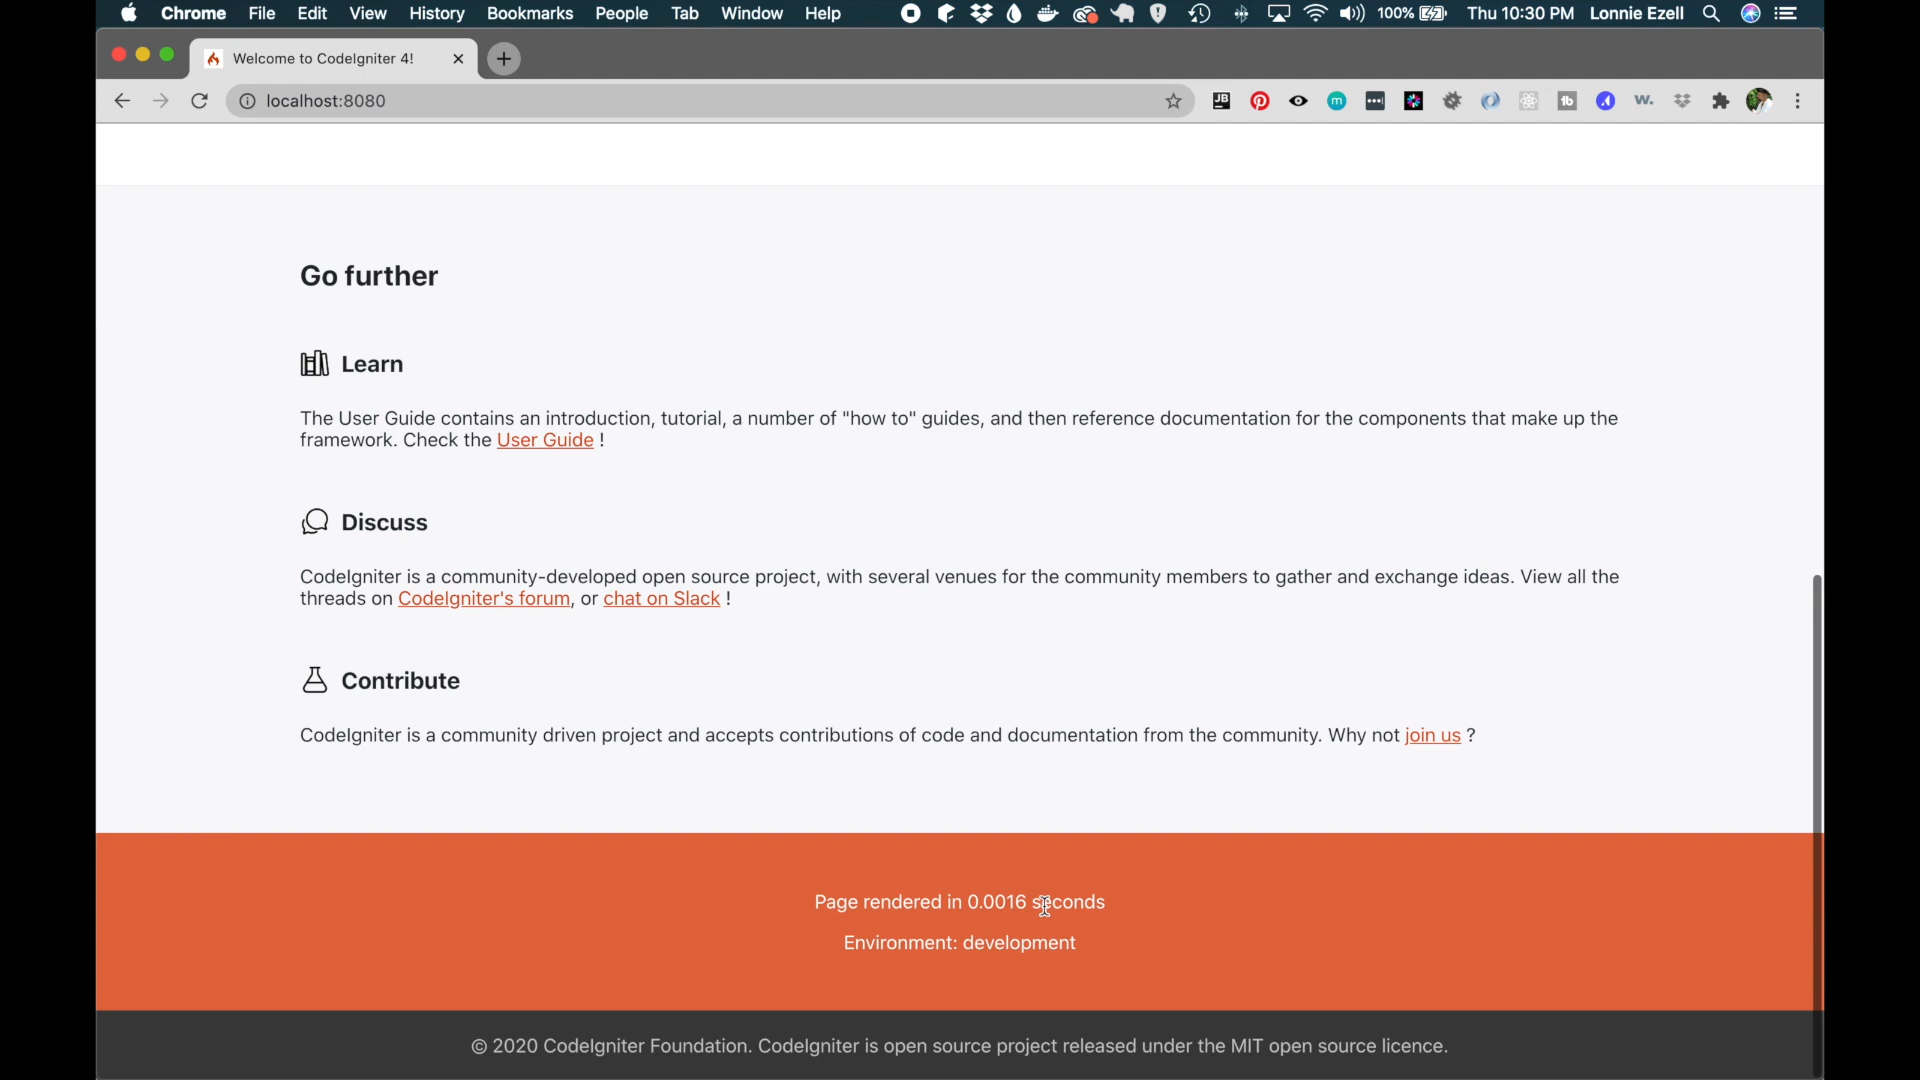 Chrome File Edit View History Bookmarks People Tab Window Help 100% Thu 10:30 PM Lonnie Ezell
Welcome to CodeIgniter 4!
localhost:8080
JB
m
tb
w.
Go further
Learn
The User Guide contains an introduction, tutorial, a number of "how to" guides, and then reference documentation for the components that make up the
framework. Check the User Guide !
Discuss
CodeIgniter is a community-developed open source project, with several venues for the community members to gather and exchange ideas. View all the
threads on CodeIgniter's forum, or chat on Slack !
Contribute
CodeIgniter is a community driven project and accepts contributions of code and documentation from the community. Why not join us ?
Page rendered in 0.0016 seconds
Environment: development
© 2020 CodeIgniter Foundation. CodeIgniter is open source project released under the MIT open source licence.